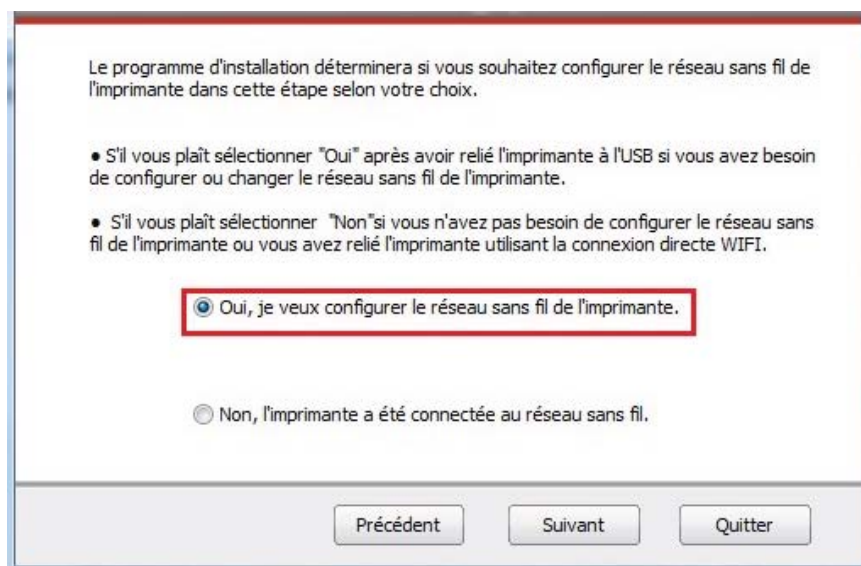 Le programme d'installation déterminera si vous souhaitez configurer le réseau sans fil de
l'imprimante dans cette étape selon votre choix.
● S'il vous plaît sélectionner "Oui" après avoir relié l'imprimante à l'USB si vous avez besoin
de configurer ou changer le réseau sans fil de l'imprimante.
● S'il vous plaît sélectionner "Non"si vous n'avez pas besoin de configurer le réseau sans
fil de l'imprimante ou vous avez relié l'imprimante utilisant la connexion directe WIFI.
Oui, je veux configurer le réseau sans fil de l'imprimante.
Non, l'imprimante a été connectée au réseau sans fil.
Précédent Suivant Quitter